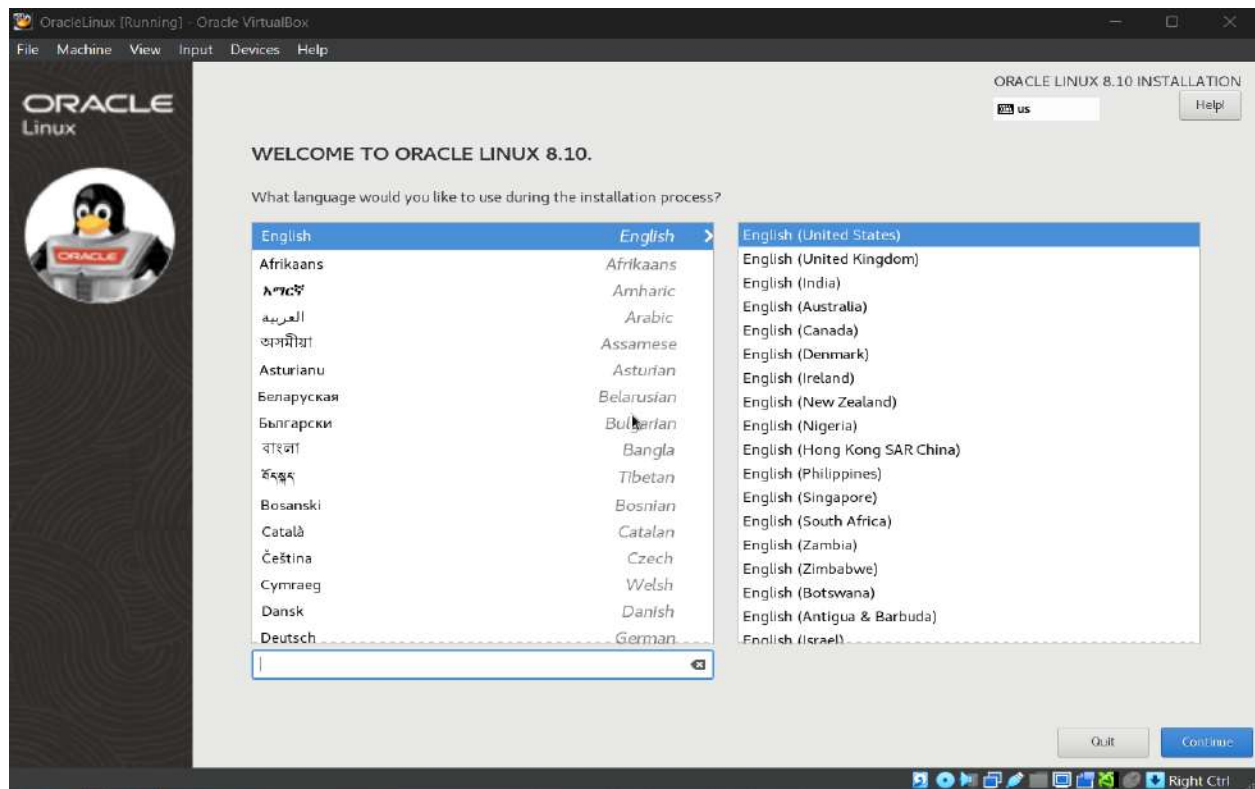 OracleLinux [Running] - Oracle VirtualBox
File Machine View Input Devices Help
ORACLE
Linux
ORACLE
ORACLE LINUX 8.10 INSTALLATION
us
Help!
WELCOME TO ORACLE LINUX 8.10.
What language would you like to use during the installation process?
English English
Afrikaans Afrikaans
አማርኛ Amharic
العربية Arabic
অসমীয়া Assamese
Asturianu Asturian
Беларуская Belarusian
Български Bulgarian
বাংলা Bangla
Tibetan
Bosanski Bosnian
Català Catalan
Čeština Czech
Cymraeg Welsh
Dansk Danish
Deutsch German
English (United States)
English (United Kingdom)
English (India)
English (Australia)
English (Canada)
English (Denmark)
English (Ireland)
English (New Zealand)
English (Nigeria)
English (Hong Kong SAR China)
English (Philippines)
English (Singapore)
English (South Africa)
English (Zambia)
English (Zimbabwe)
English (Botswana)
English (Antigua & Barbuda)
English (Israel)
Quit
Continue
Right Ctrl